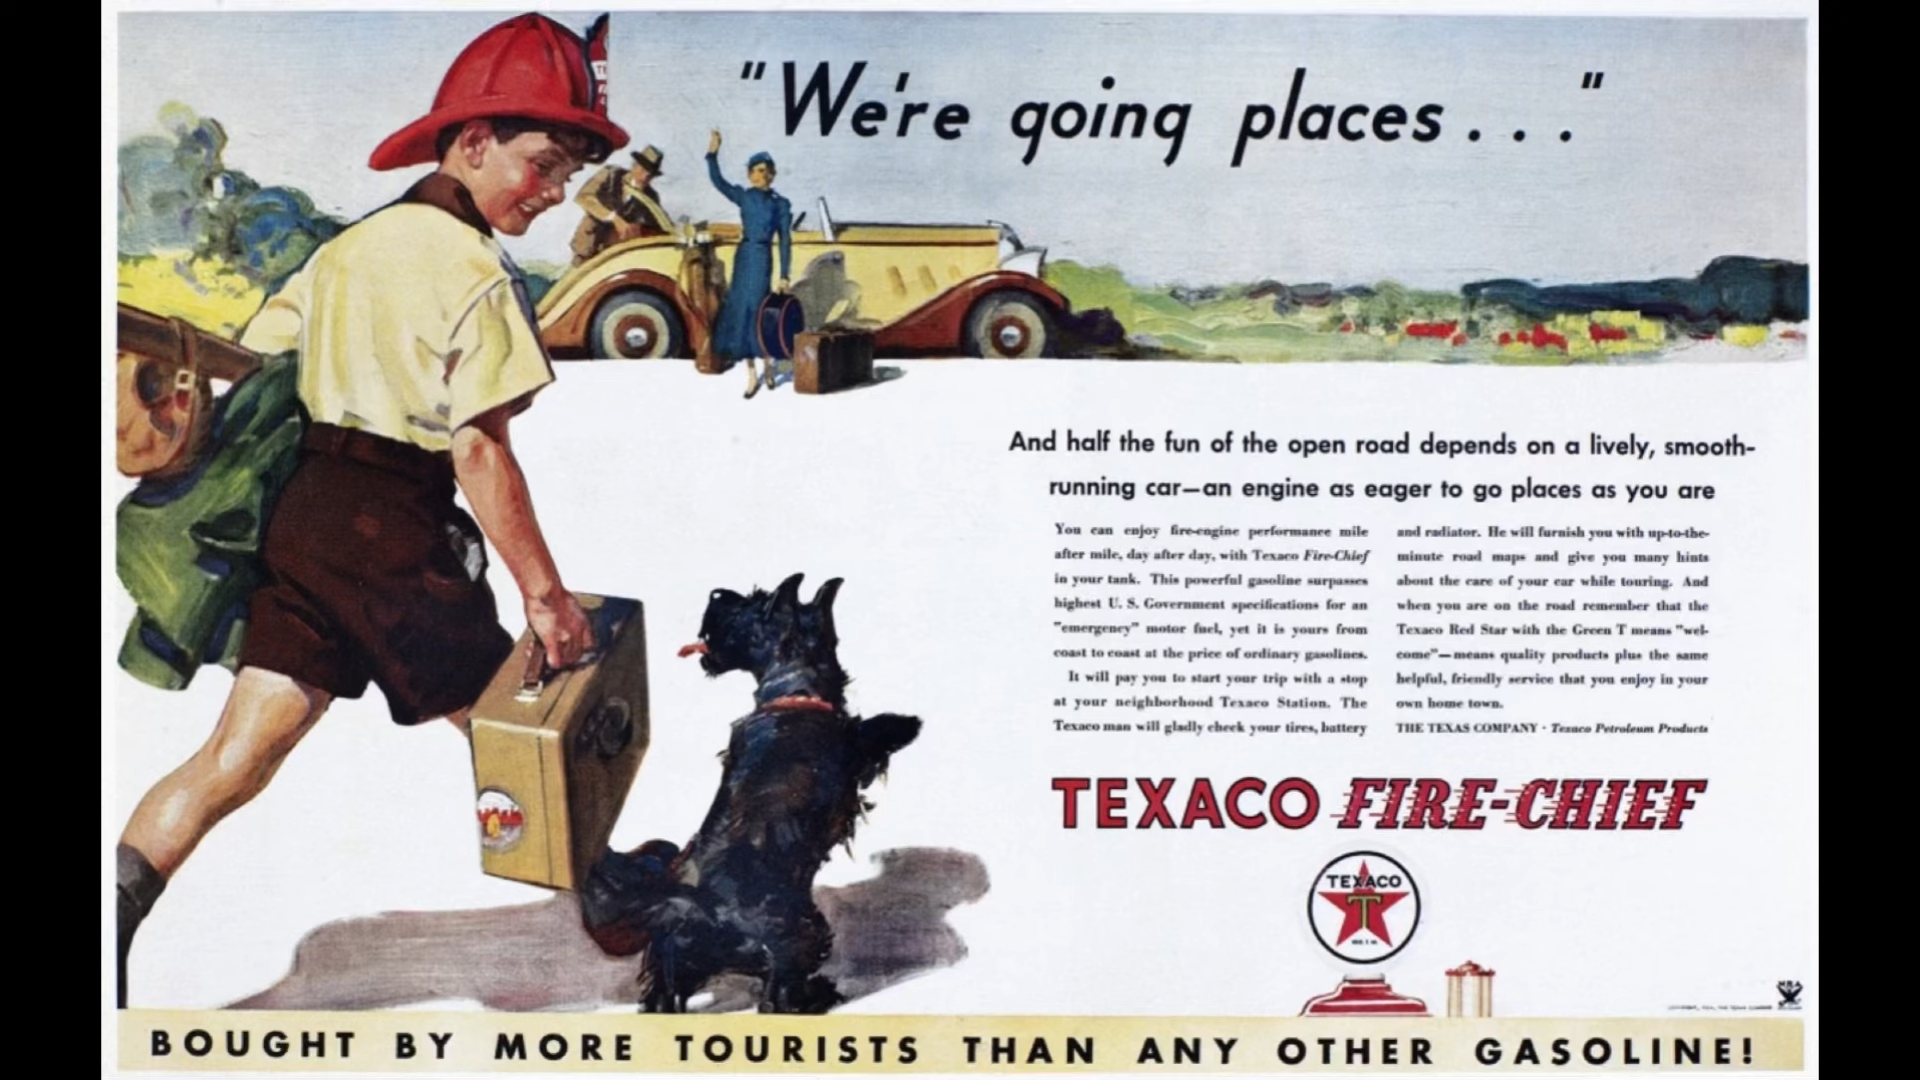 "We're going places..."
And half the fun of the open road depends on a lively, smooth-
running car—an engine as eager to go places as you are
You can enjoy fire-engine performance mile
after mile, day after day, with Texaco Fire-Chief
in your tank. This powerful gasoline surpasses
highest U. S. Government specifications for an
"emergency" motor fuel, yet it is yours from
coast to coast at the price of ordinary gasolines.
It will pay you to start your trip with a stop
at your neighborhood Texaco Station. The
Texaco man will gladly check your tires, battery
and radiator. He will furnish you with up-to-the-
minute road maps and give you many hints
about the care of your car while touring. And
when you are on the road remember that the
Texaco Red Star with the Green T means "wel-
come"—means quality products plus the same
helpful, friendly service that you enjoy in your
own home town.
THE TEXAS COMPANY · Texaco Petroleum Products
TEXACO FIRE-CHIEF
TEXACO
T
NRA
BOUGHT BY MORE TOURISTS THAN ANY OTHER GASOLINE!